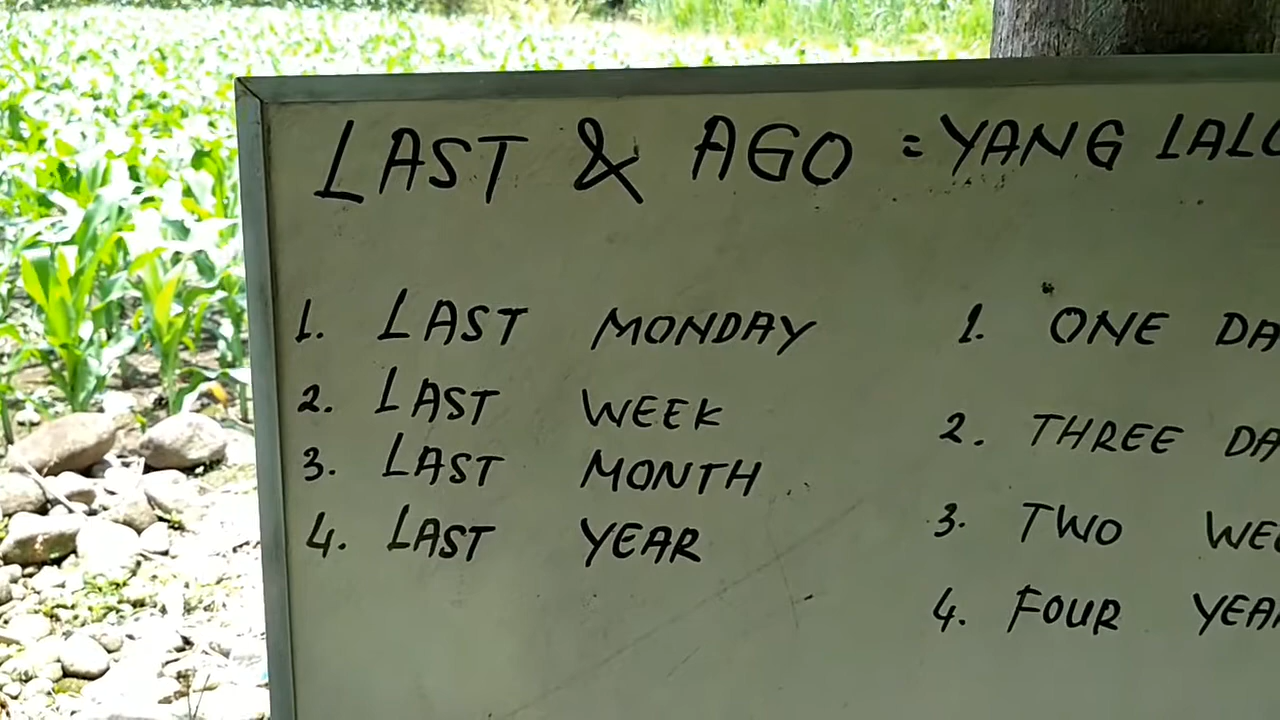 LAST & AGO = YANG
1. LAST MONDAY
2. LAST WEEK
3. LAST MONTH
4. LAST YEAR
1. ONE
2. THREE
3. TWO
4. FOUR